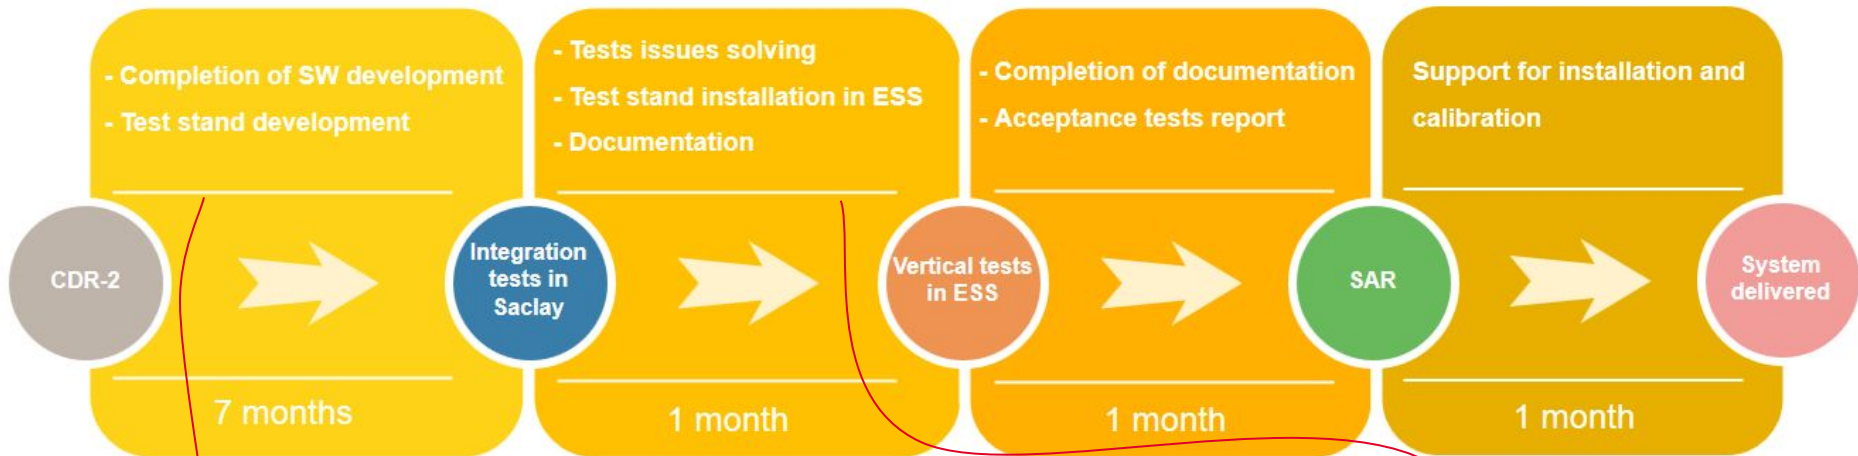 - Completion of SW development
- Test stand development
- Tests issues solving
- Test stand installation in ESS
- Documentation
- Completion of documentation
- Acceptance tests report
Support for installation and
calibration
CDR-2
Integration
tests in
Saclay
Vertical tests
in ESS
SAR
System
delivered
7 months
1 month
1 month
1 month